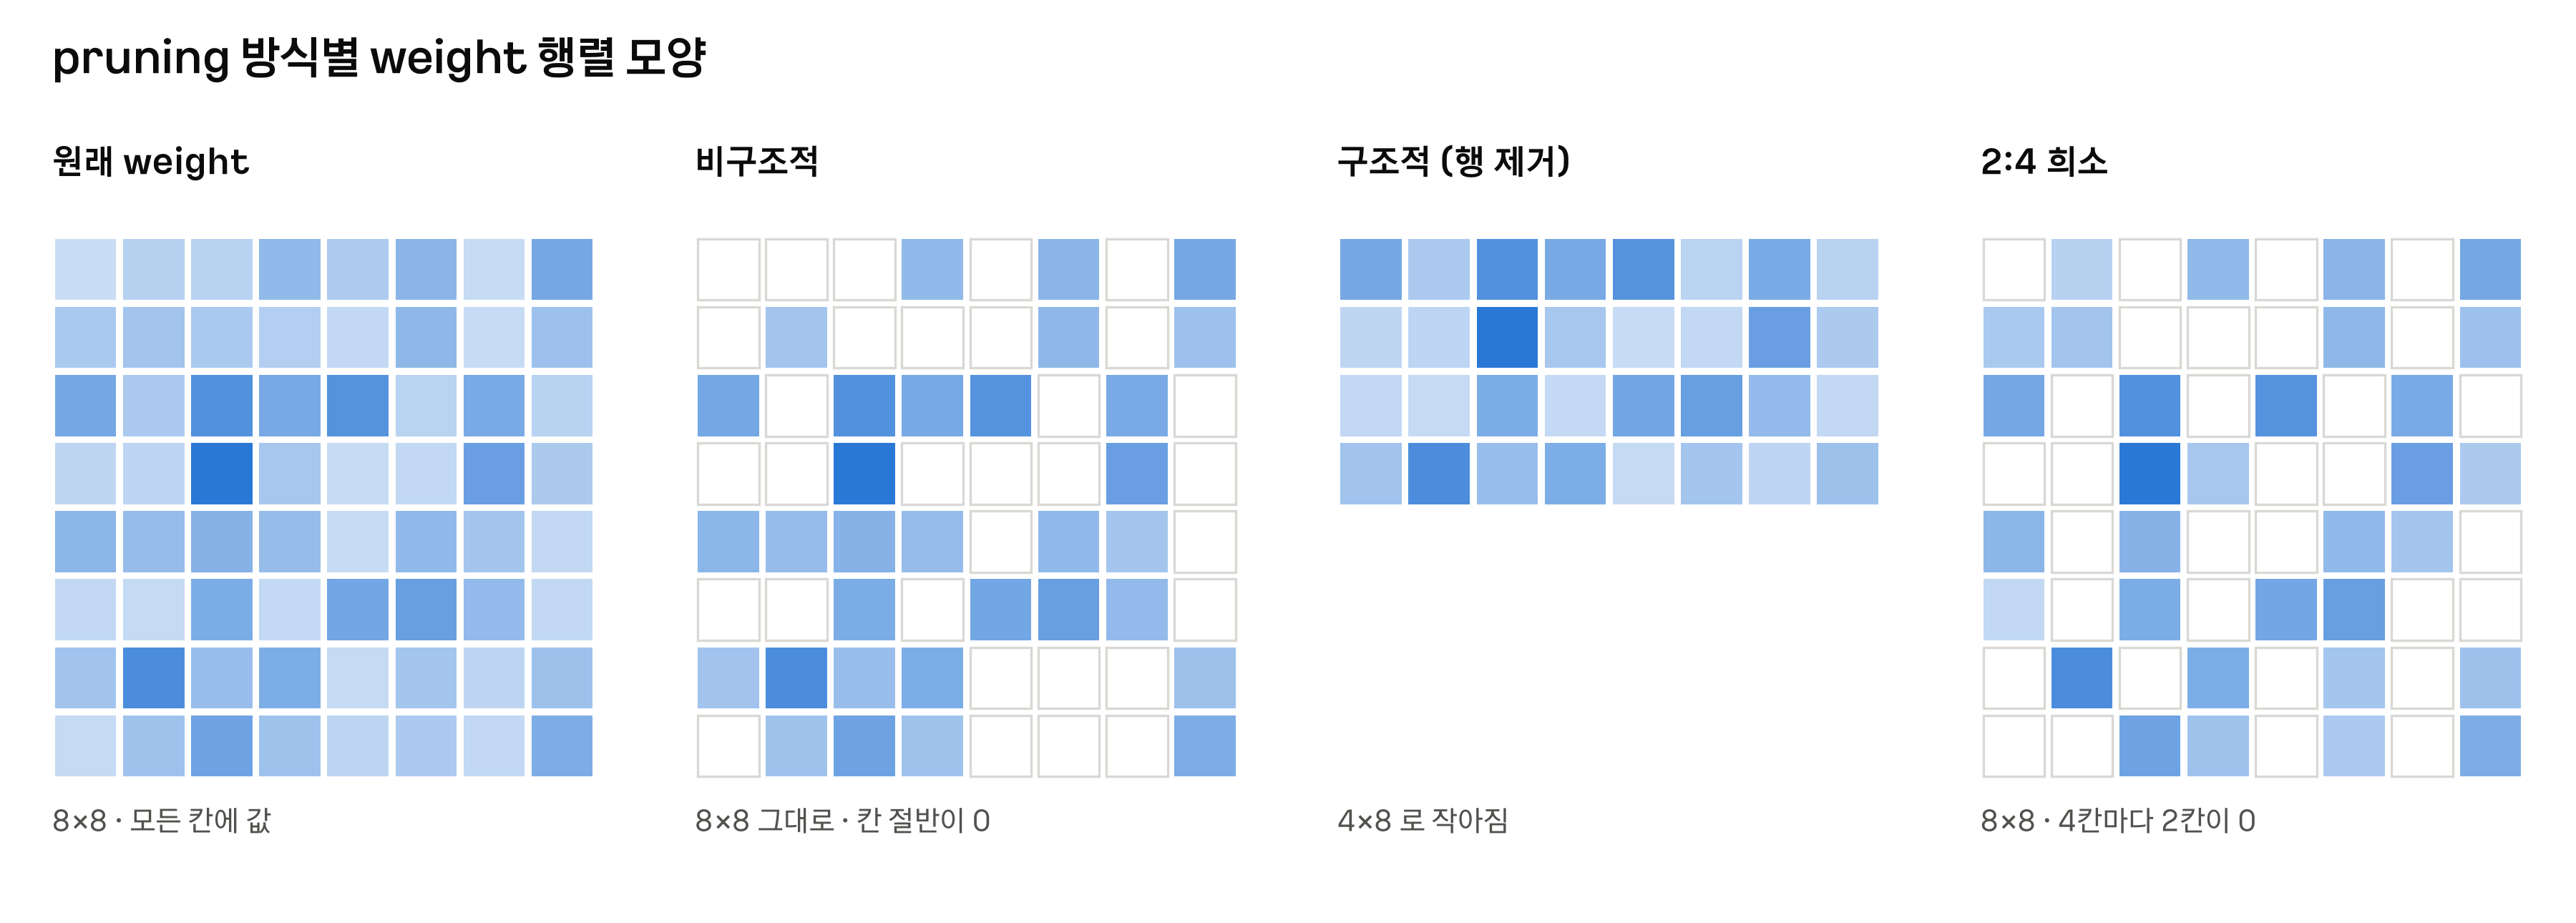 pruning 방식별 weight 행렬 모양
원래 weight
비구조적
구조적 (행 제거)
2:4 희소
8×8 · 모든 칸에 값
8×8 그대로 · 칸 절반이 0
4×8 로 작아짐
8×8 · 4칸마다 2칸이 0